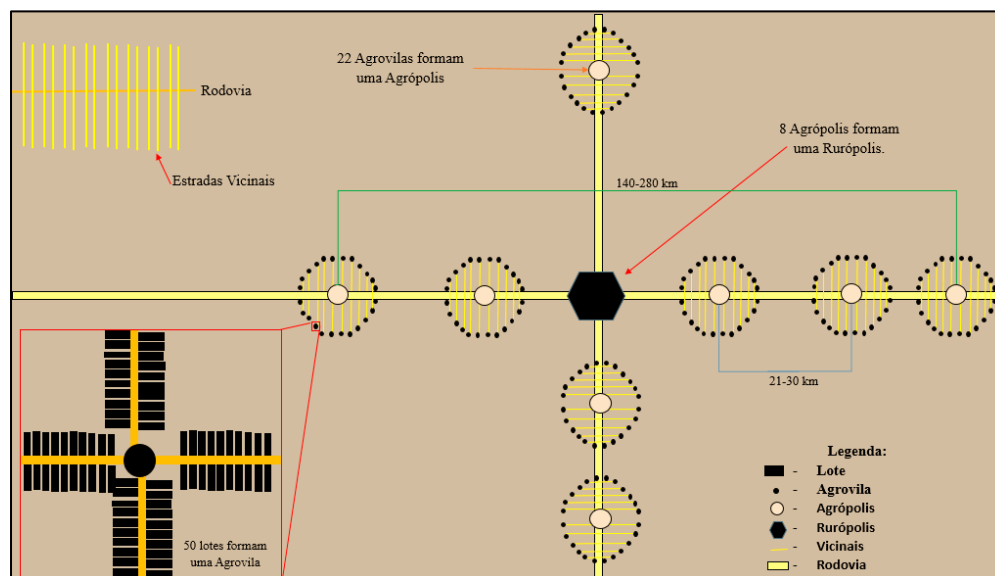 22 Agrovilas formam
uma Agrópolis
Rodovia
8 Agrópolis formam
uma Rurópolis.
Estradas Vicinais
140-280 km
21-30 km
50 lotes formam
uma Agrovila
Legenda:
- Lote
- Agrovila
- Agrópolis
- Rurópolis
- Vicinais
- Rodovia